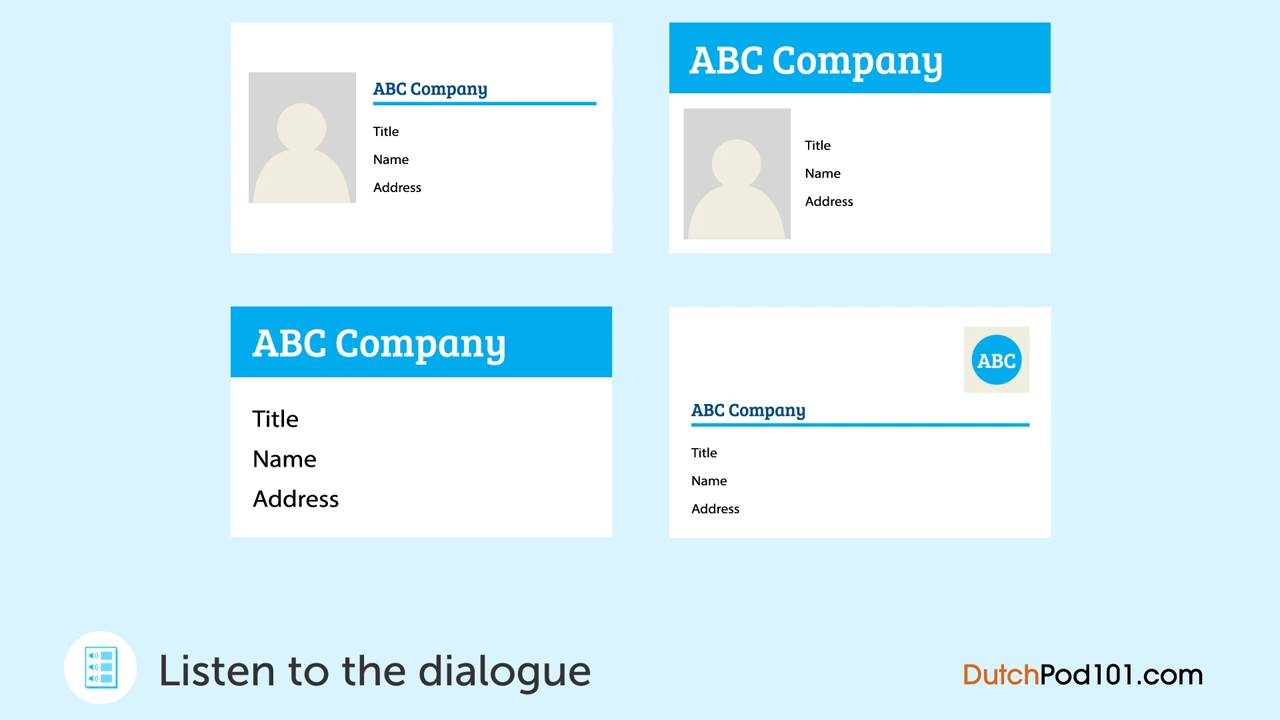 ABC Company
Title
Name
Address
ABC Company
Title
Name
Address
ABC Company
Title
Name
Address
ABC
ABC Company
Title
Name
Address
Listen to the dialogue
DutchPod101.com